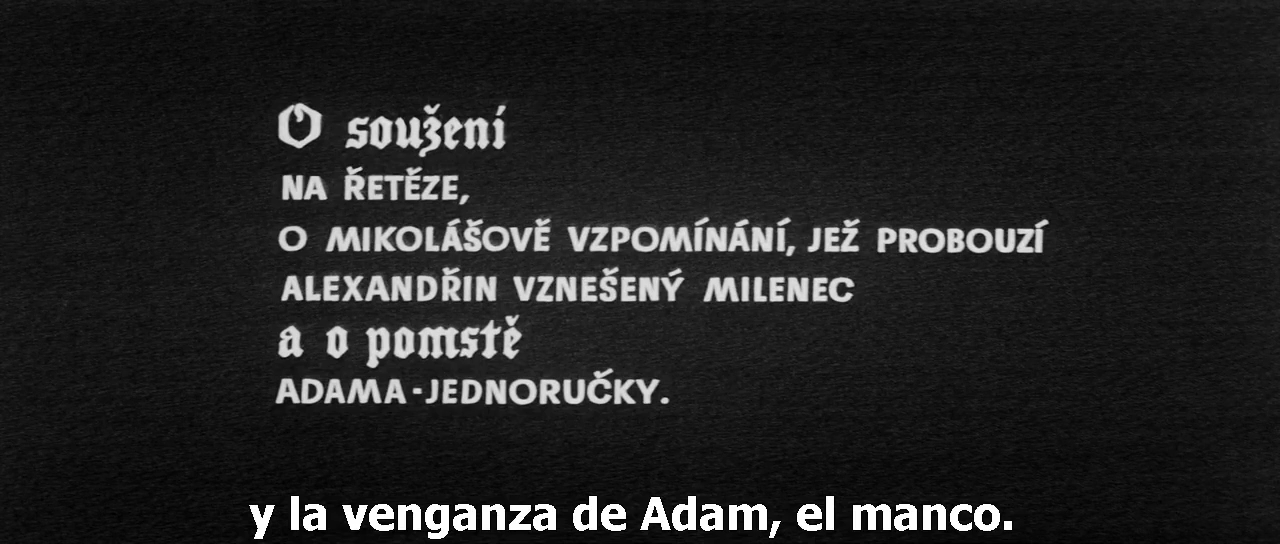 O soužení
NA ŘETĚZE,
O MIKOLÁŠOVĚ VZPOMÍNÁNÍ, JEŽ PROBOUZÍ
ALEXANDŘIN VZNEŠENÝ MILENEC
a o pomstě
ADAMA-JEDNORUČKY.
y la venganza de Adam, el manco.